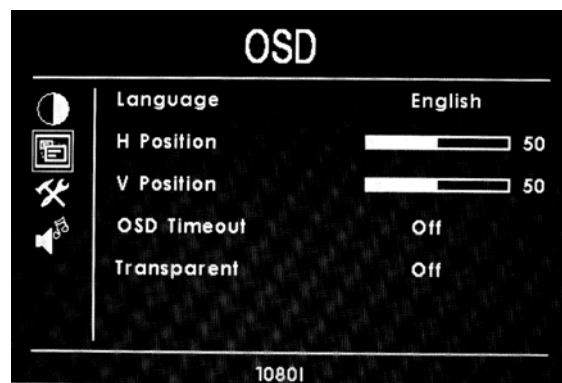 OSD
Language English
H Position 50
V Position 50
OSD Timeout Off
Transparent Off
1080I